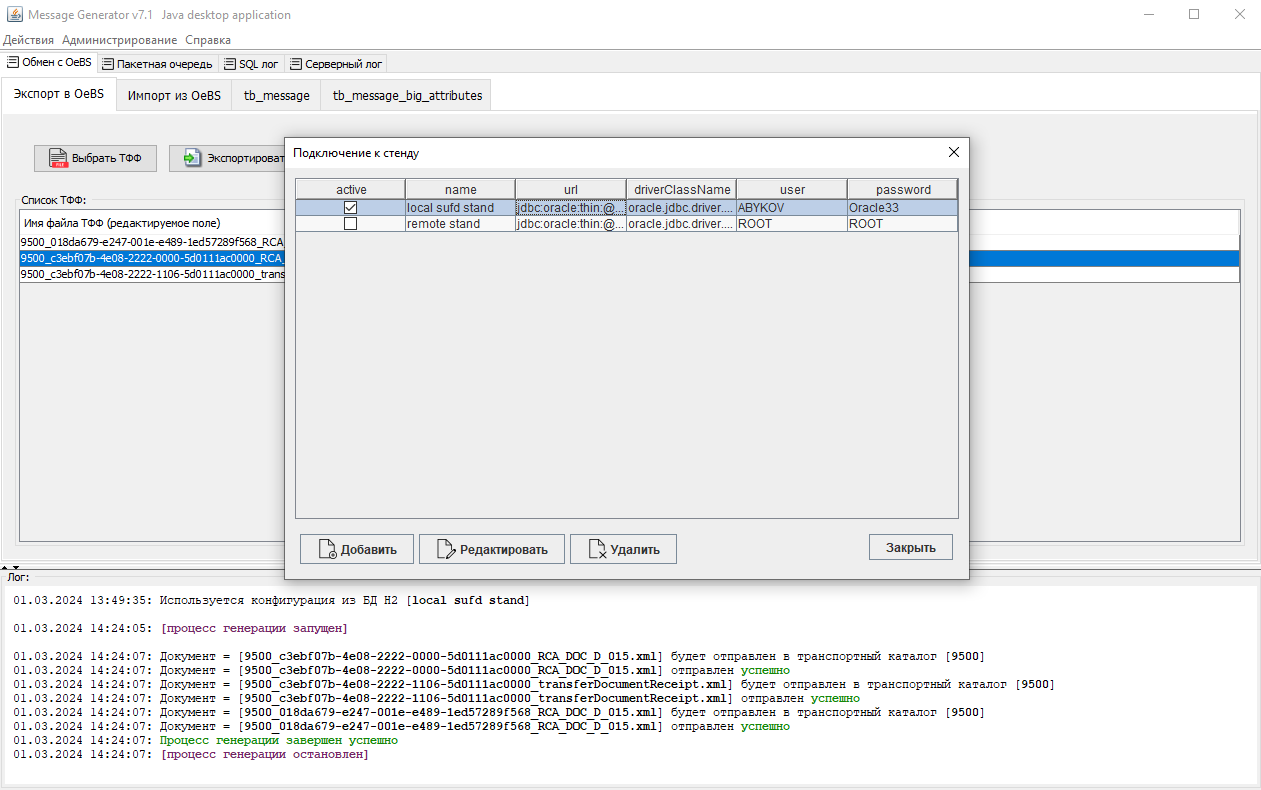 Message Generator v7.1   Java desktop application
Действия Администрирование Справка
Обмен с OeBS Пакетная очередь SQL лог Серверный лог
Экспорт в OeBS Импорт из OeBS tb_message tb_message_big_attributes
Выбрать ТФФ Экспортироват
Список ТФФ:
Имя файла ТФФ (редактируемое поле)
9500_018da679-e247-001e-e489-1ed57289f568_RCA
9500_c3ebf07b-4e08-2222-0000-5d0111ac0000_RCA
9500_c3ebf07b-4e08-2222-1106-5d0111ac0000_trans
Подключение к стенду
active name url driverClassName user password
local sufd stand jdbc:oracle:thin:@... oracle.jdbc.driver.... ABYKOV Oracle33
remote stand jdbc:oracle:thin:@... oracle.jdbc.driver.... ROOT ROOT
Добавить Редактировать Удалить Закрыть
Лог:
01.03.2024 13:49:35: Используется конфигурация из БД H2 [local sufd stand]
01.03.2024 14:24:05: [процесс генерации запущен]
01.03.2024 14:24:07: Документ = [9500_c3ebf07b-4e08-2222-0000-5d0111ac0000_RCA_DOC_D_015.xml] будет отправлен в транспортный каталог [9500]
01.03.2024 14:24:07: Документ = [9500_c3ebf07b-4e08-2222-0000-5d0111ac0000_RCA_DOC_D_015.xml] отправлен успешно
01.03.2024 14:24:07: Документ = [9500_c3ebf07b-4e08-2222-1106-5d0111ac0000_transferDocumentReceipt.xml] будет отправлен в транспортный каталог [9500]
01.03.2024 14:24:07: Документ = [9500_c3ebf07b-4e08-2222-1106-5d0111ac0000_transferDocumentReceipt.xml] отправлен успешно
01.03.2024 14:24:07: Документ = [9500_018da679-e247-001e-e489-1ed57289f568_RCA_DOC_D_015.xml] будет отправлен в транспортный каталог [9500]
01.03.2024 14:24:07: Документ = [9500_018da679-e247-001e-e489-1ed57289f568_RCA_DOC_D_015.xml] отправлен успешно
01.03.2024 14:24:07: Процесс генерации завершен успешно
01.03.2024 14:24:07: [процесс генерации остановлен]